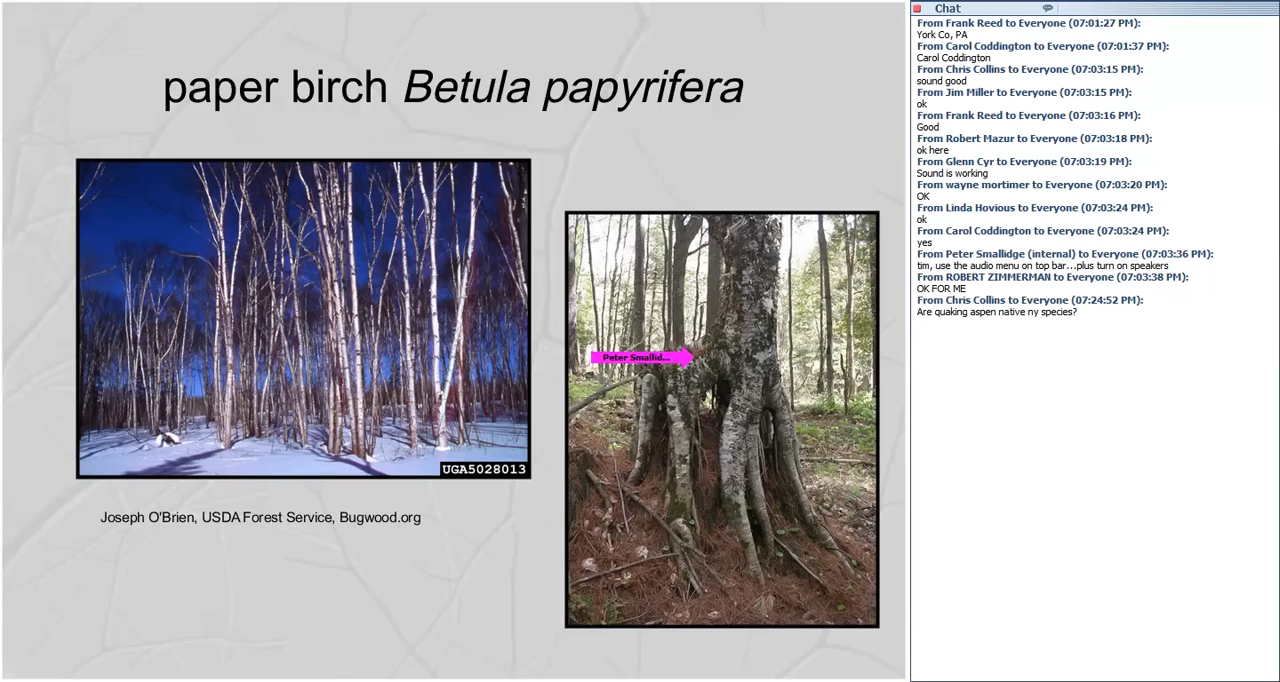 paper birch Betula papyrifera
UGA5028013
Joseph O'Brien, USDA Forest Service, Bugwood.org
Peter Smallid...
Chat
From Frank Reed to Everyone (07:01:27 PM):
York Co, PA
From Carol Coddington to Everyone (07:01:37 PM):
Carol Coddington
From Chris Collins to Everyone (07:03:15 PM):
sound good
From Jim Miller to Everyone (07:03:15 PM):
ok
From Frank Reed to Everyone (07:03:16 PM):
Good
From Robert Mazur to Everyone (07:03:18 PM):
ok here
From Glenn Cyr to Everyone (07:03:19 PM):
Sound is working
From wayne mortimer to Everyone (07:03:20 PM):
OK
From Linda Hovious to Everyone (07:03:24 PM):
ok
From Carol Coddington to Everyone (07:03:24 PM):
yes
From Peter Smallidge (internal) to Everyone (07:03:36 PM):
tim, use the audio menu on top bar...plus turn on speakers
From ROBERT ZIMMERMAN to Everyone (07:03:38 PM):
OK FOR ME
From Chris Collins to Everyone (07:24:52 PM):
Are quaking aspen native ny species?